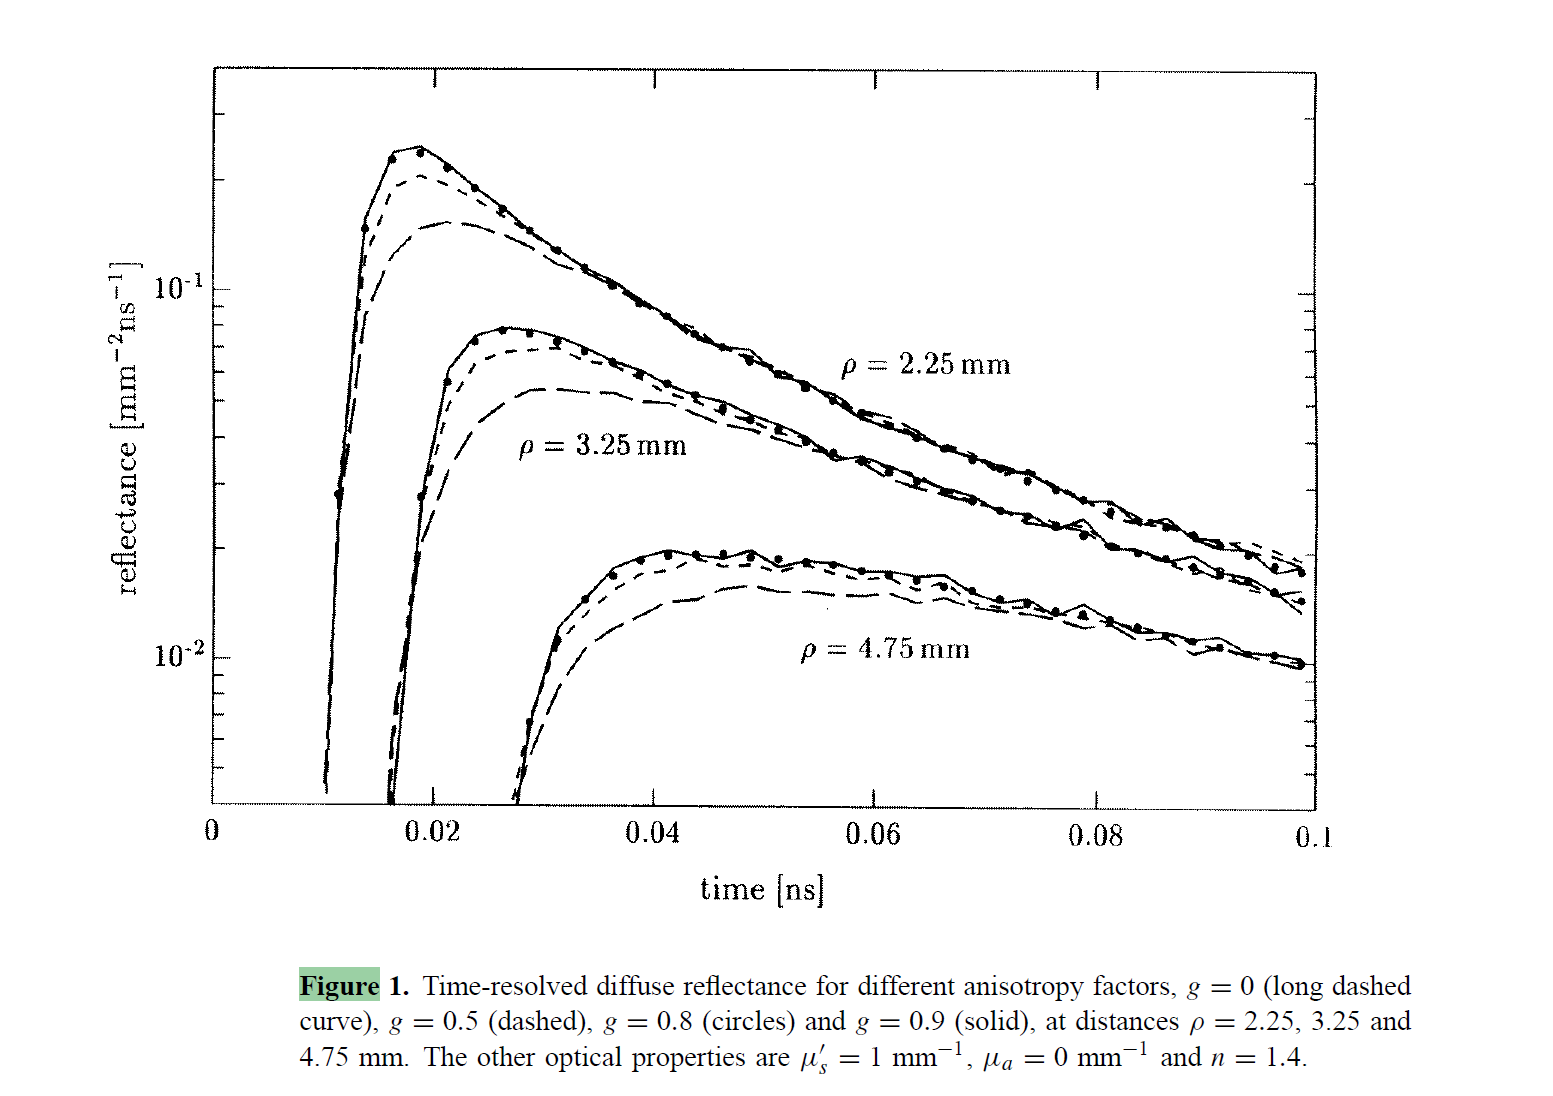 reflectance [mm⁻²ns⁻¹]
10⁻¹
10⁻²
ρ = 2.25 mm
ρ = 3.25 mm
ρ = 4.75 mm
0 0.02 0.04 0.06 0.08 0.1
time [ns]
Figure 1. Time-resolved diffuse reflectance for different anisotropy factors, g = 0 (long dashed
curve), g = 0.5 (dashed), g = 0.8 (circles) and g = 0.9 (solid), at distances ρ = 2.25, 3.25 and
4.75 mm. The other optical properties are μ′ₛ = 1 mm⁻¹, μₐ = 0 mm⁻¹ and n = 1.4.